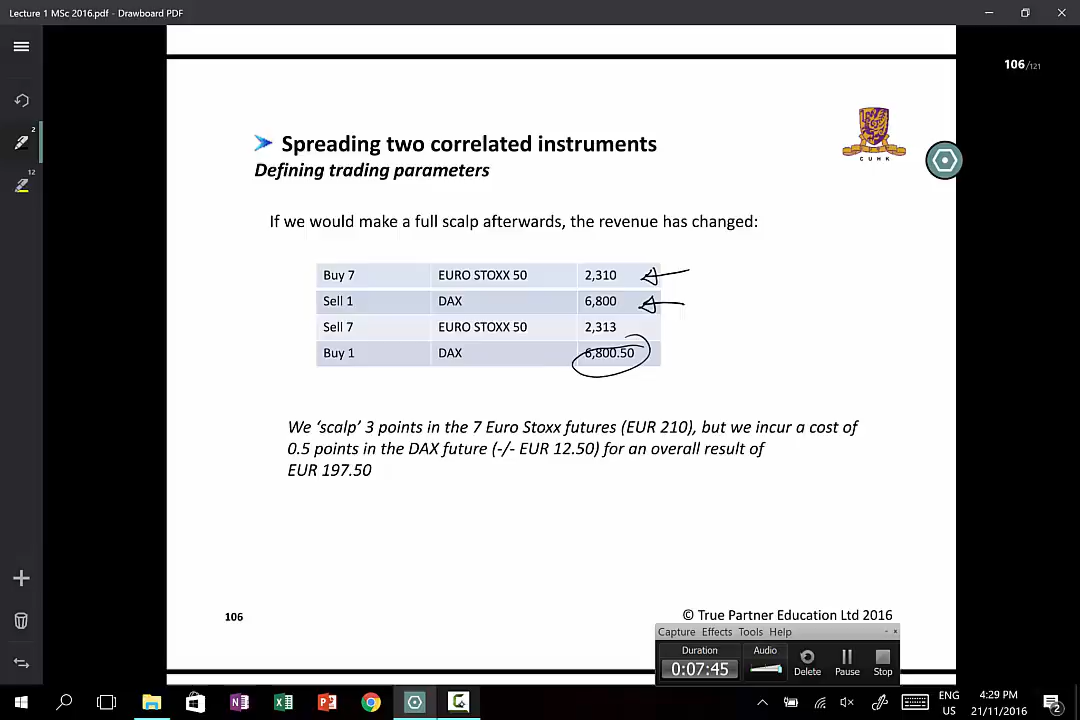 Lecture 1 MSc 2016.pdf - Drawboard PDF
106/121
2
12
CUHK
Spreading two correlated instruments
Defining trading parameters
If we would make a full scalp afterwards, the revenue has changed:
Buy 7 EURO STOXX 50 2,310
Sell 1 DAX 6,800
Sell 7 EURO STOXX 50 2,313
Buy 1 DAX 6,800.50
We ‘scalp’ 3 points in the 7 Euro Stoxx futures (EUR 210), but we incur a cost of
0.5 points in the DAX future (-/- EUR 12.50) for an overall result of
EUR 197.50
106
© True Partner Education Ltd 2016
Capture Effects Tools Help
Duration Audio
0:07:45 Delete Pause Stop
ENG 4:29 PM
US 21/11/2016 2